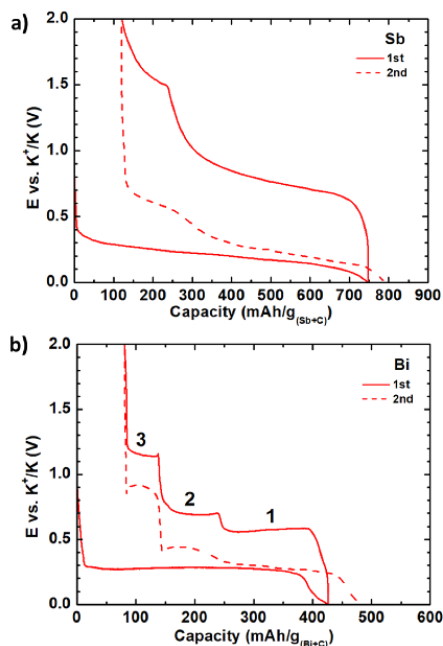 a)
Sb
1st
2nd
E vs. K⁺/K (V)
2.0
1.5
1.0
0.5
0.0
0 100 200 300 400 500 600 700 800 900
Capacity (mAh/g(Sb+C))
b)
Bi
1st
2nd
E vs. K⁺/K (V)
2.0
1.5
1.0
0.5
0.0
3
2
1
0 100 200 300 400 500 600
Capacity (mAh/g(Bi+C))